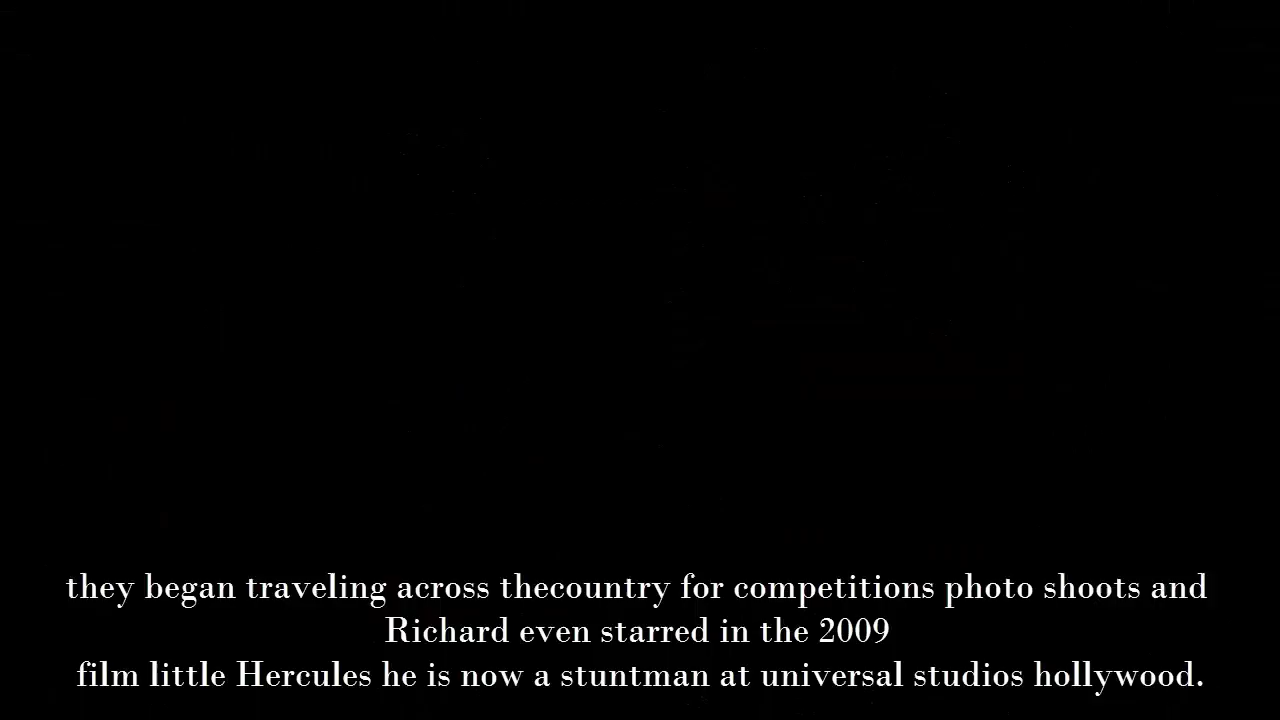 they began traveling across thecountry for competitions photo shoots and
Richard even starred in the 2009
film little Hercules he is now a stuntman at universal studios hollywood.